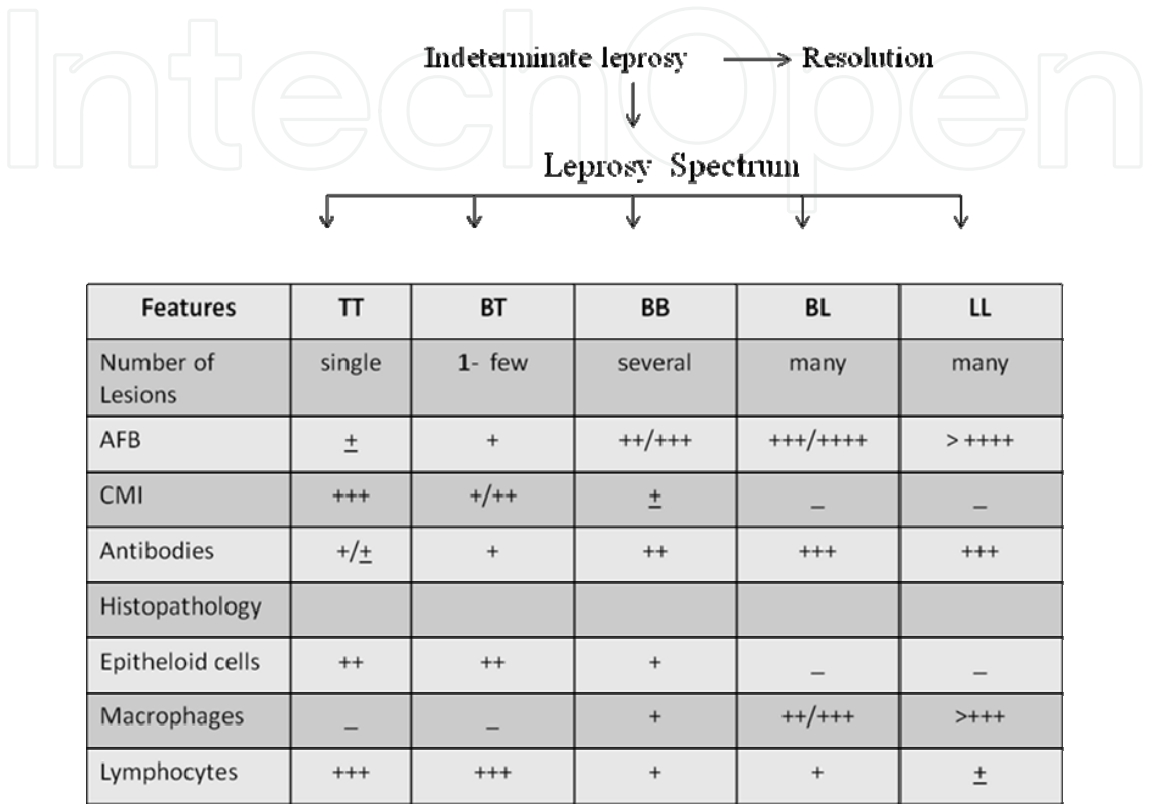 IntechOpen
Indeterminate leprosy → Resolution
Leprosy Spectrum
Features TT BT BB BL LL
Number of Lesions single 1- few several many many
AFB ± + ++/+++ +++/++++ > ++++
CMI +++ +/++ ± _ _
Antibodies +/± + ++ +++ +++
Histopathology
Epitheloid cells ++ ++ + _ _
Macrophages _ _ + ++/+++ >+++
Lymphocytes +++ +++ + + ±